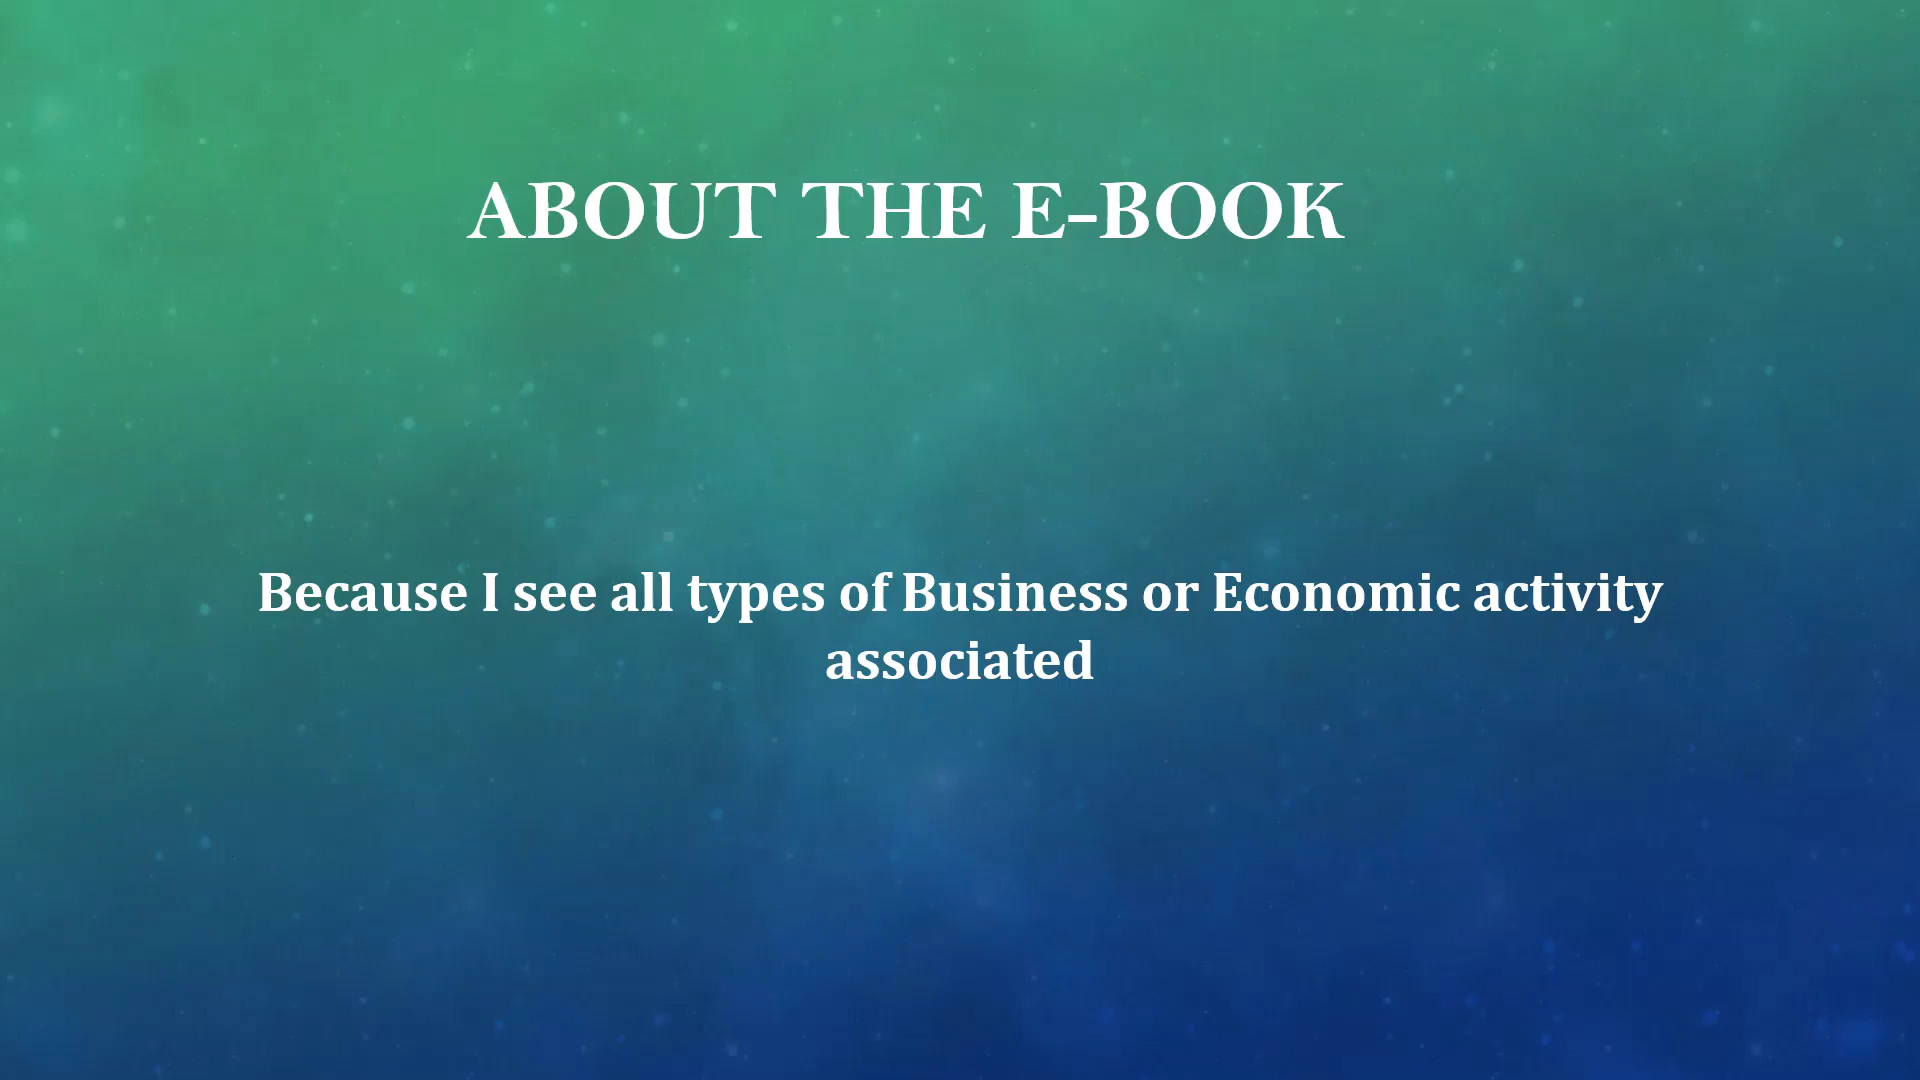 ABOUT THE E-BOOK
Because I see all types of Business or Economic activity
associated